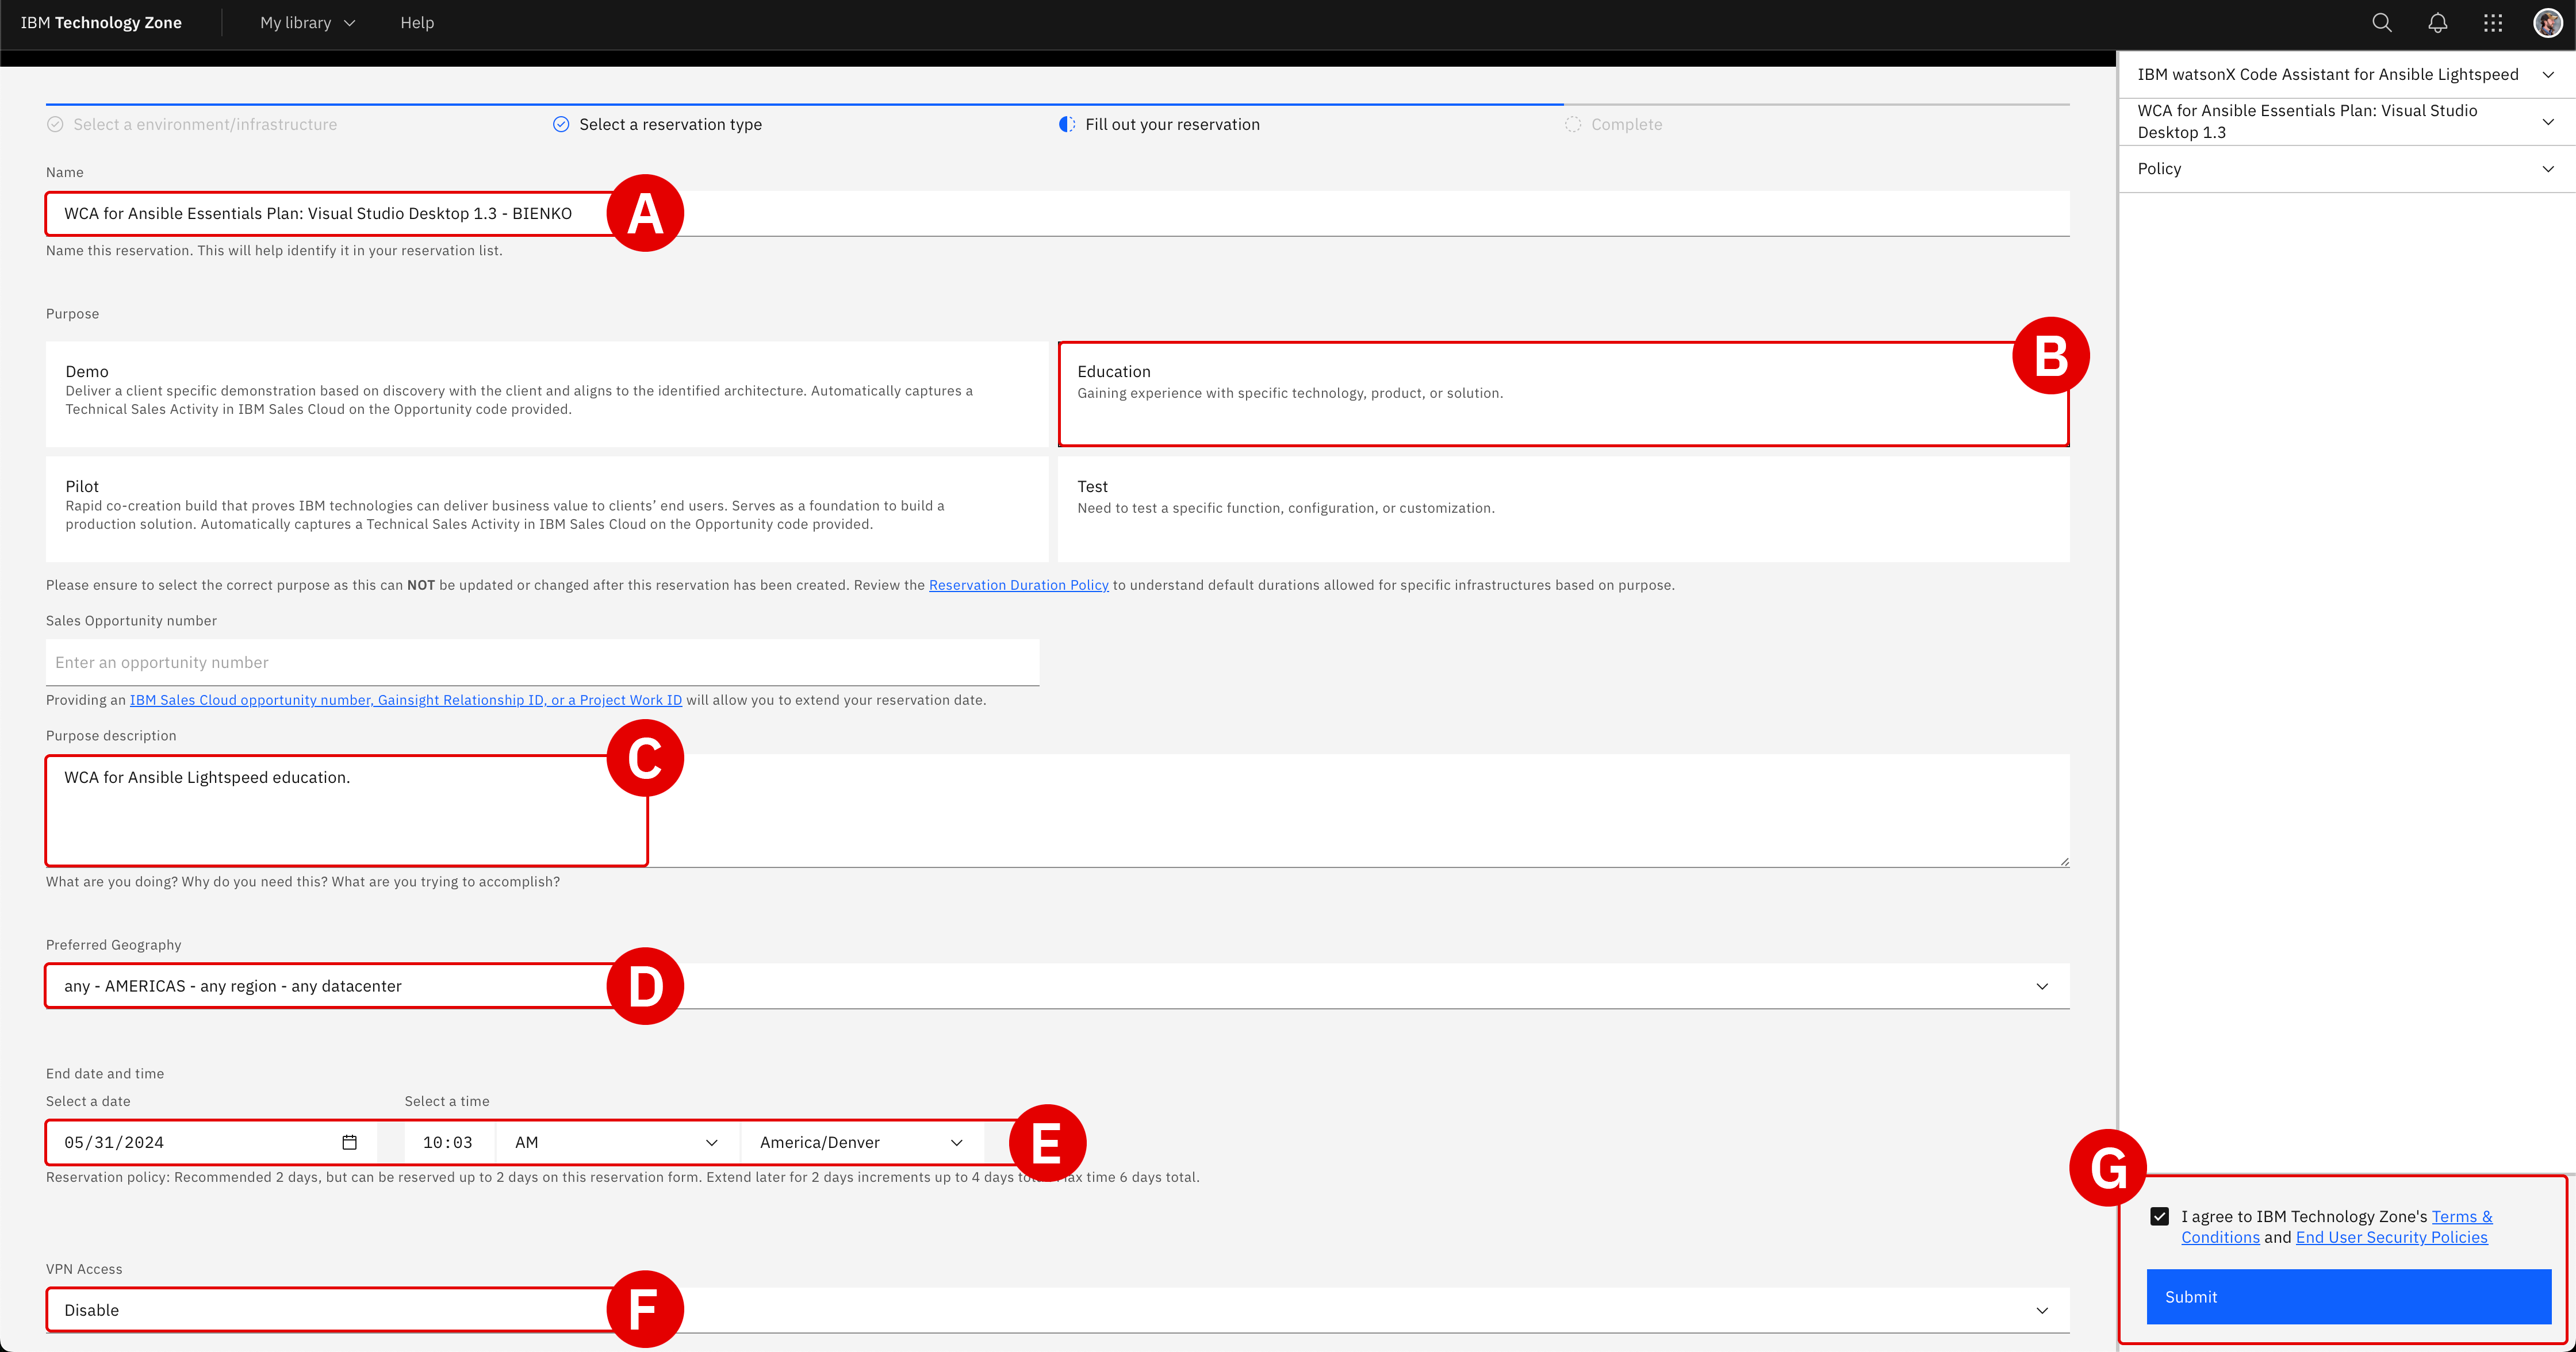 IBM Technology Zone
My library
Help
Select a environment/infrastructure
Select a reservation type
Fill out your reservation
Complete
Name
WCA for Ansible Essentials Plan: Visual Studio Desktop 1.3 - BIENKO
A
Name this reservation. This will help identify it in your reservation list.
Purpose
Demo
Deliver a client specific demonstration based on discovery with the client and aligns to the identified architecture. Automatically captures a
Technical Sales Activity in IBM Sales Cloud on the Opportunity code provided.
B
Education
Gaining experience with specific technology, product, or solution.
Pilot
Rapid co-creation build that proves IBM technologies can deliver business value to clients’ end users. Serves as a foundation to build a
production solution. Automatically captures a Technical Sales Activity in IBM Sales Cloud on the Opportunity code provided.
Test
Need to test a specific function, configuration, or customization.
Please ensure to select the correct purpose as this can NOT be updated or changed after this reservation has been created. Review the Reservation Duration Policy to understand default durations allowed for specific infrastructures based on purpose.
Sales Opportunity number
Enter an opportunity number
Providing an IBM Sales Cloud opportunity number, Gainsight Relationship ID, or a Project Work ID will allow you to extend your reservation date.
Purpose description
C
WCA for Ansible Lightspeed education.
What are you doing? Why do you need this? What are you trying to accomplish?
Preferred Geography
any - AMERICAS - any region - any datacenter
D
End date and time
Select a date
Select a time
05/31/2024
10:03
AM
America/Denver
E
Reservation policy: Recommended 2 days, but can be reserved up to 2 days on this reservation form. Extend later for 2 days increments up to 4 days time 6 days total.
VPN Access
Disable
F
IBM watsonX Code Assistant for Ansible Lightspeed
WCA for Ansible Essentials Plan: Visual Studio
Desktop 1.3
Policy
G
I agree to IBM Technology Zone's Terms &
Conditions and End User Security Policies
Submit